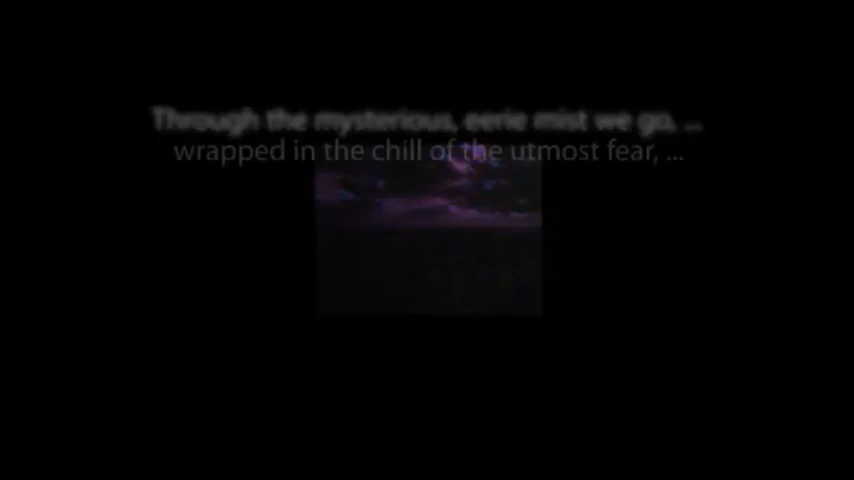 Through the mysterious, eerie mist we go, ...
wrapped in the chill of the utmost fear, ...